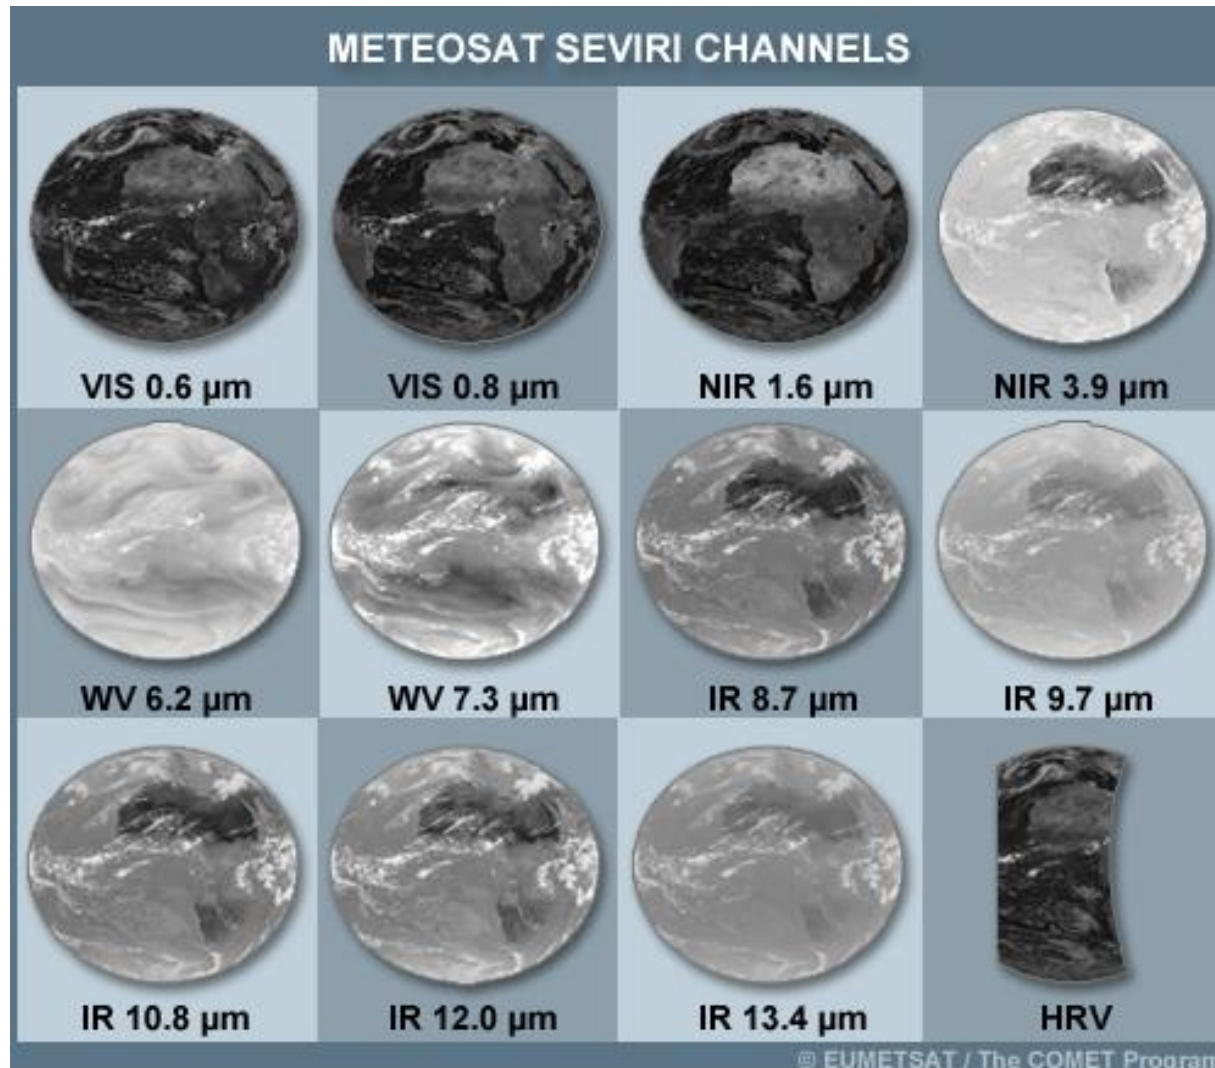 METEOSAT SEVIRI CHANNELS
VIS 0.6 µm
VIS 0.8 µm
NIR 1.6 µm
NIR 3.9 µm
WV 6.2 µm
WV 7.3 µm
IR 8.7 µm
IR 9.7 µm
IR 10.8 µm
IR 12.0 µm
IR 13.4 µm
HRV
© EUMETSAT / The COMET Program